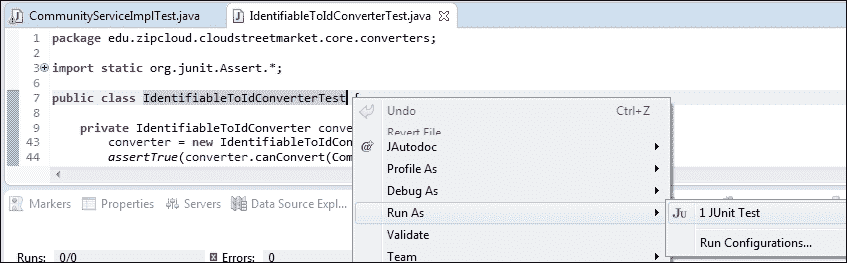 CommunityServiceImplTest.java IdentifiableToIdConverterTest.java
1 package edu.zipcloud.cloudstreetmarket.core.converters;
2
3 import static org.junit.Assert.*;
6
7 public class IdentifiableToIdConverterTest {
8
9 private IdentifiableToIdConverter conve
43 converter = new IdentifiableToIdCon
44 assertTrue(converter.canConvert(Com
Undo Ctrl+Z
Revert File
JAutodoc
Profile As
Debug As
Run As
Validate
Team
1 JUnit Test
Run Configurations...
Markers Properties Servers Data Source Expl...
Runs: 0/0 Errors: 0